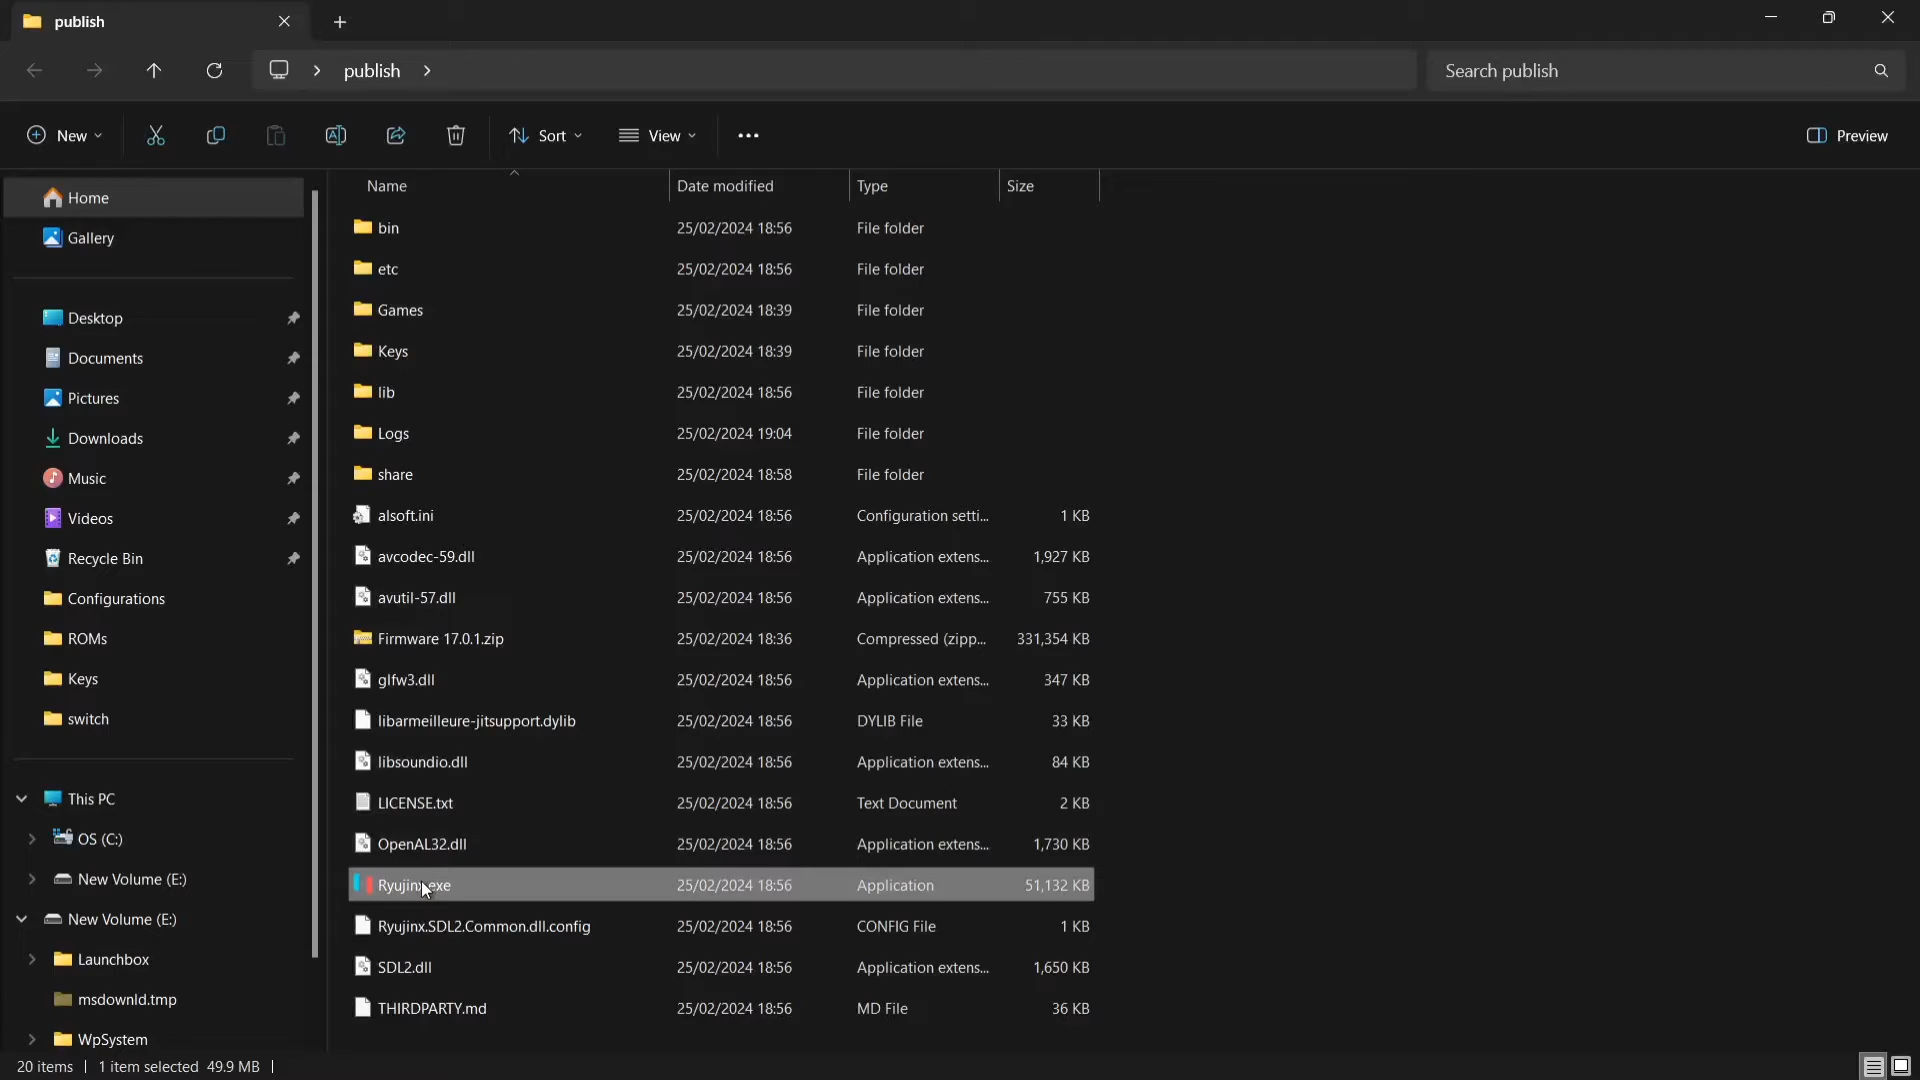 publish
publish
Search publish
New
Sort
View
Preview
Home
Gallery
Desktop
Documents
Pictures
Downloads
Music
Videos
Recycle Bin
Configurations
ROMs
Keys
switch
This PC
OS (C:)
New Volume (E:)
New Volume (E:)
Launchbox
msdownld.tmp
WpSystem
Name Date modified Type Size
bin 25/02/2024 18:56 File folder
etc 25/02/2024 18:56 File folder
Games 25/02/2024 18:39 File folder
Keys 25/02/2024 18:39 File folder
lib 25/02/2024 18:56 File folder
Logs 25/02/2024 19:04 File folder
share 25/02/2024 18:58 File folder
alsoft.ini 25/02/2024 18:56 Configuration setti... 1 KB
avcodec-59.dll 25/02/2024 18:56 Application extens... 1,927 KB
avutil-57.dll 25/02/2024 18:56 Application extens... 755 KB
Firmware 17.0.1.zip 25/02/2024 18:36 Compressed (zipp... 331,354 KB
glfw3.dll 25/02/2024 18:56 Application extens... 347 KB
libarmeilleure-jitsupport.dylib 25/02/2024 18:56 DYLIB File 33 KB
libsoundio.dll 25/02/2024 18:56 Application extens... 84 KB
LICENSE.txt 25/02/2024 18:56 Text Document 2 KB
OpenAL32.dll 25/02/2024 18:56 Application extens... 1,730 KB
Ryujinx.exe 25/02/2024 18:56 Application 51,132 KB
Ryujinx.SDL2.Common.dll.config 25/02/2024 18:56 CONFIG File 1 KB
SDL2.dll 25/02/2024 18:56 Application extens... 1,650 KB
THIRDPARTY.md 25/02/2024 18:56 MD File 36 KB
20 items 1 item selected 49.9 MB